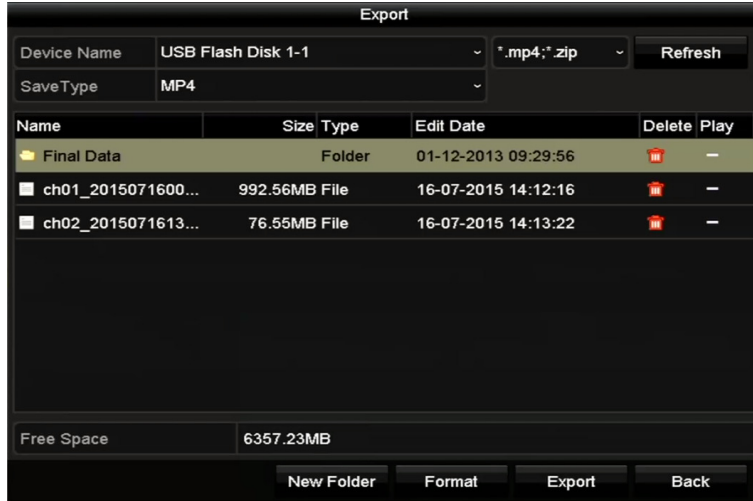 Export
Device Name USB Flash Disk 1-1 *.mp4;*.zip Refresh
SaveType MP4
Name Size Type Edit Date Delete Play
Final Data Folder 01-12-2013 09:29:56 –
ch01_2015071600... 992.56MB File 16-07-2015 14:12:16 –
ch02_2015071613... 76.55MB File 16-07-2015 14:13:22 –
Free Space 6357.23MB
New Folder Format Export Back